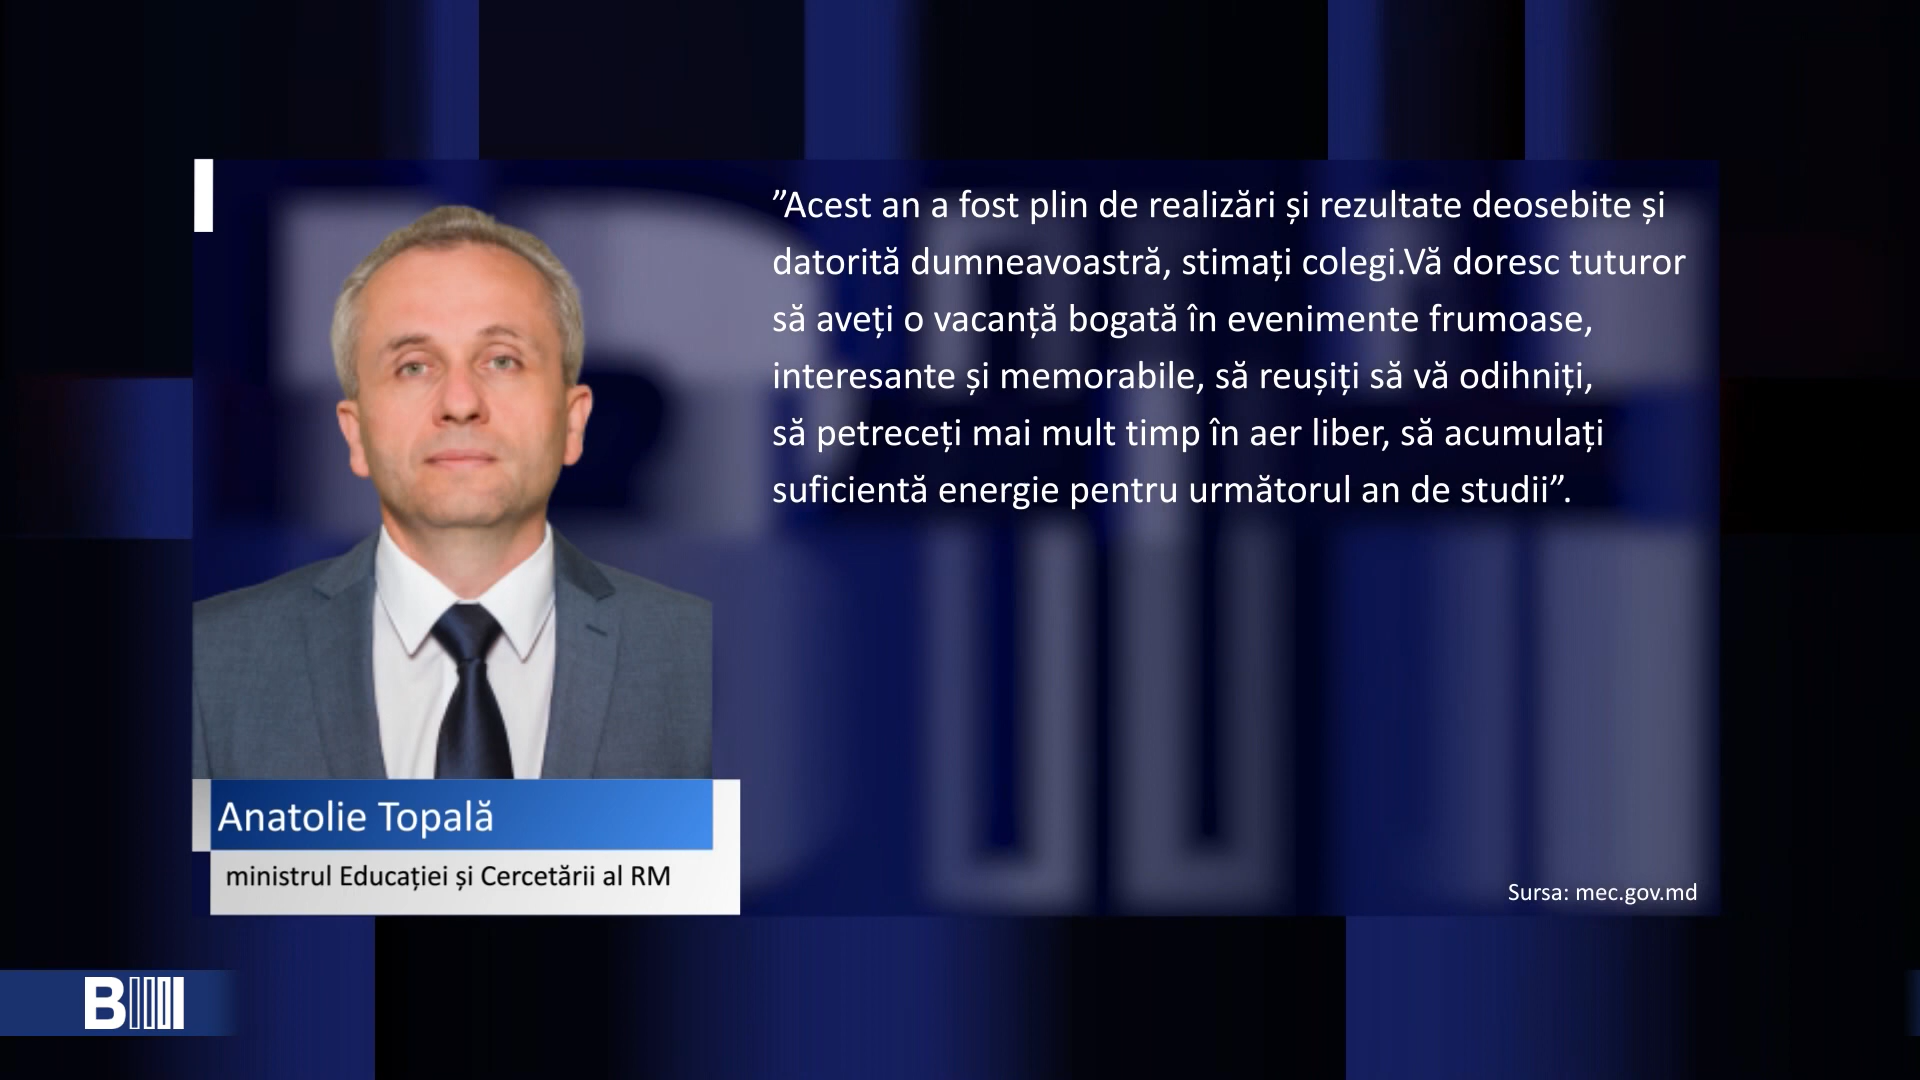 ”Acest an a fost plin de realizări și rezultate deosebite și
datorită dumneavoastră, stimați colegi.Vă doresc tuturor
să aveți o vacanță bogată în evenimente frumoase,
interesante și memorabile, să reușiți să vă odihniți,
să petreceți mai mult timp în aer liber, să acumulați
suficientă energie pentru următorul an de studii”.
Anatolie Topală
ministrul Educației și Cercetării al RM
Sursa: mec.gov.md
B